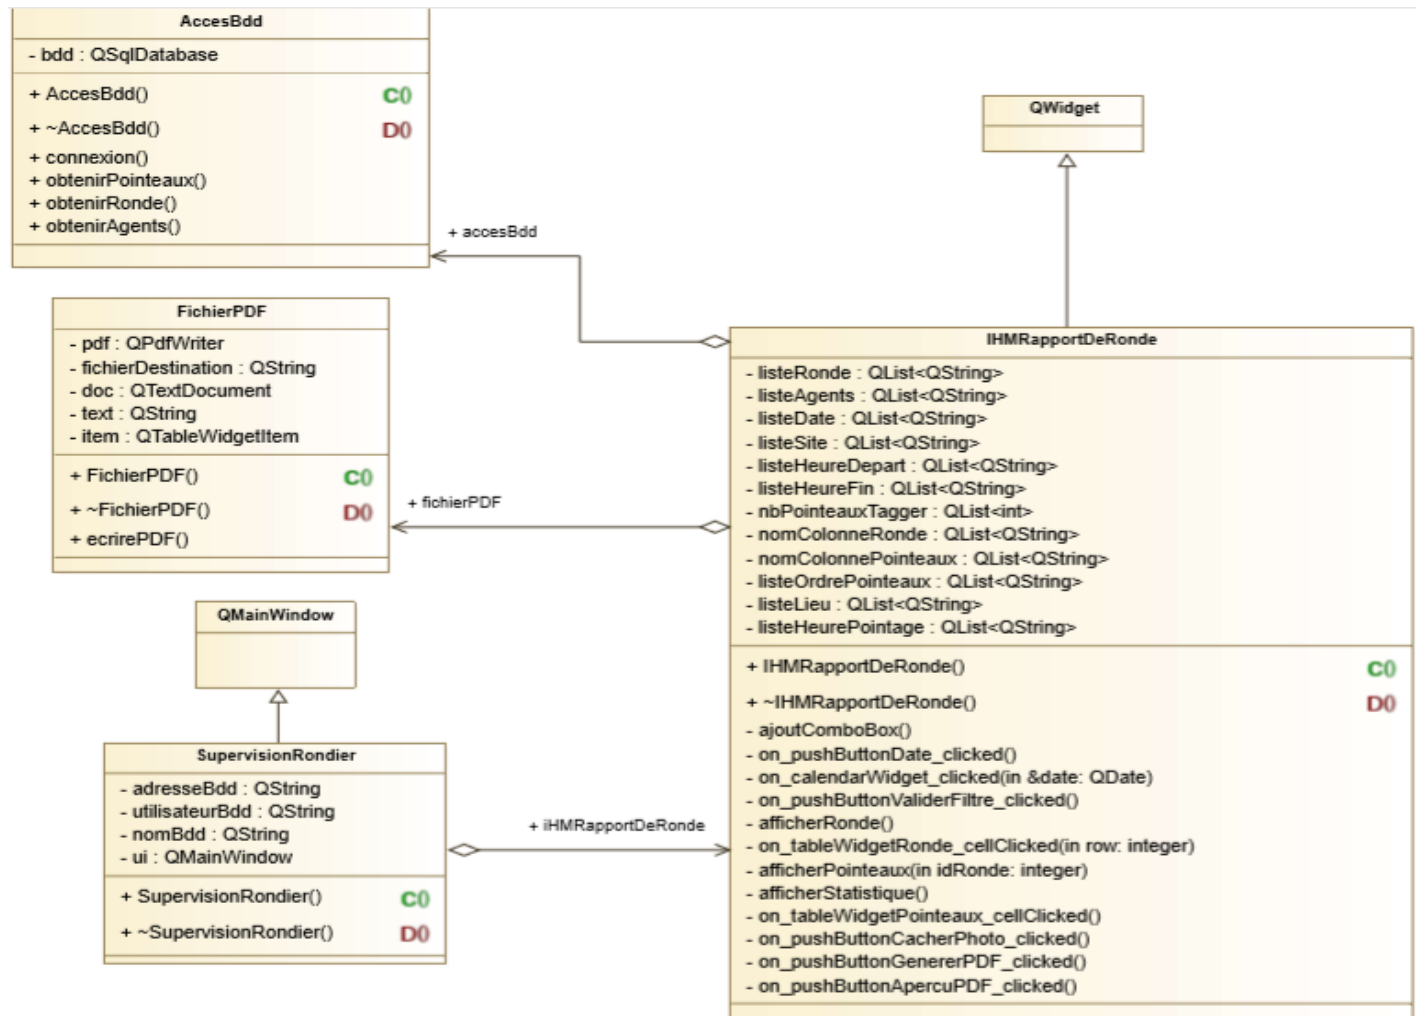 AccesBdd
- bdd : QSqlDatabase
+ AccesBdd() C()
+ ~AccesBdd() D()
+ connexion()
+ obtenirPointeaux()
+ obtenirRonde()
+ obtenirAgents()
+ accesBdd
QWidget
FichierPDF
- pdf : QPdfWriter
- fichierDestination : QString
- doc : QTextDocument
- text : QString
- item : QTableWidgetItem
+ FichierPDF() C()
+ ~FichierPDF() D()
+ ecrirePDF()
+ fichierPDF
QMainWindow
SupervisionRondier
- adresseBdd : QString
- utilisateurBdd : QString
- nomBdd : QString
- ui : QMainWindow
+ SupervisionRondier() C()
+ ~SupervisionRondier() D()
+ iHMRapportDeRonde
IHMRapportDeRonde
- listeRonde : QList<QString>
- listeAgents : QList<QString>
- listeDate : QList<QString>
- listeSite : QList<QString>
- listeHeureDepart : QList<QString>
- listeHeureFin : QList<QString>
- nbPointeauxTagger : QList<int>
- nomColonneRonde : QList<QString>
- nomColonnePointeaux : QList<QString>
- listeOrdrePointeaux : QList<QString>
- listeLieu : QList<QString>
- listeHeurePointage : QList<QString>
+ IHMRapportDeRonde() C()
+ ~IHMRapportDeRonde() D()
- ajoutComboBox()
- on_pushButtonDate_clicked()
- on_calendarWidget_clicked(in &date: QDate)
- on_pushButtonValiderFiltre_clicked()
- afficherRonde()
- on_tableWidgetRonde_cellClicked(in row: integer)
- afficherPointeaux(in idRonde: integer)
- afficherStatistique()
- on_tableWidgetPointeaux_cellClicked()
- on_pushButtonCacherPhoto_clicked()
- on_pushButtonGenererPDF_clicked()
- on_pushButtonApercuPDF_clicked()